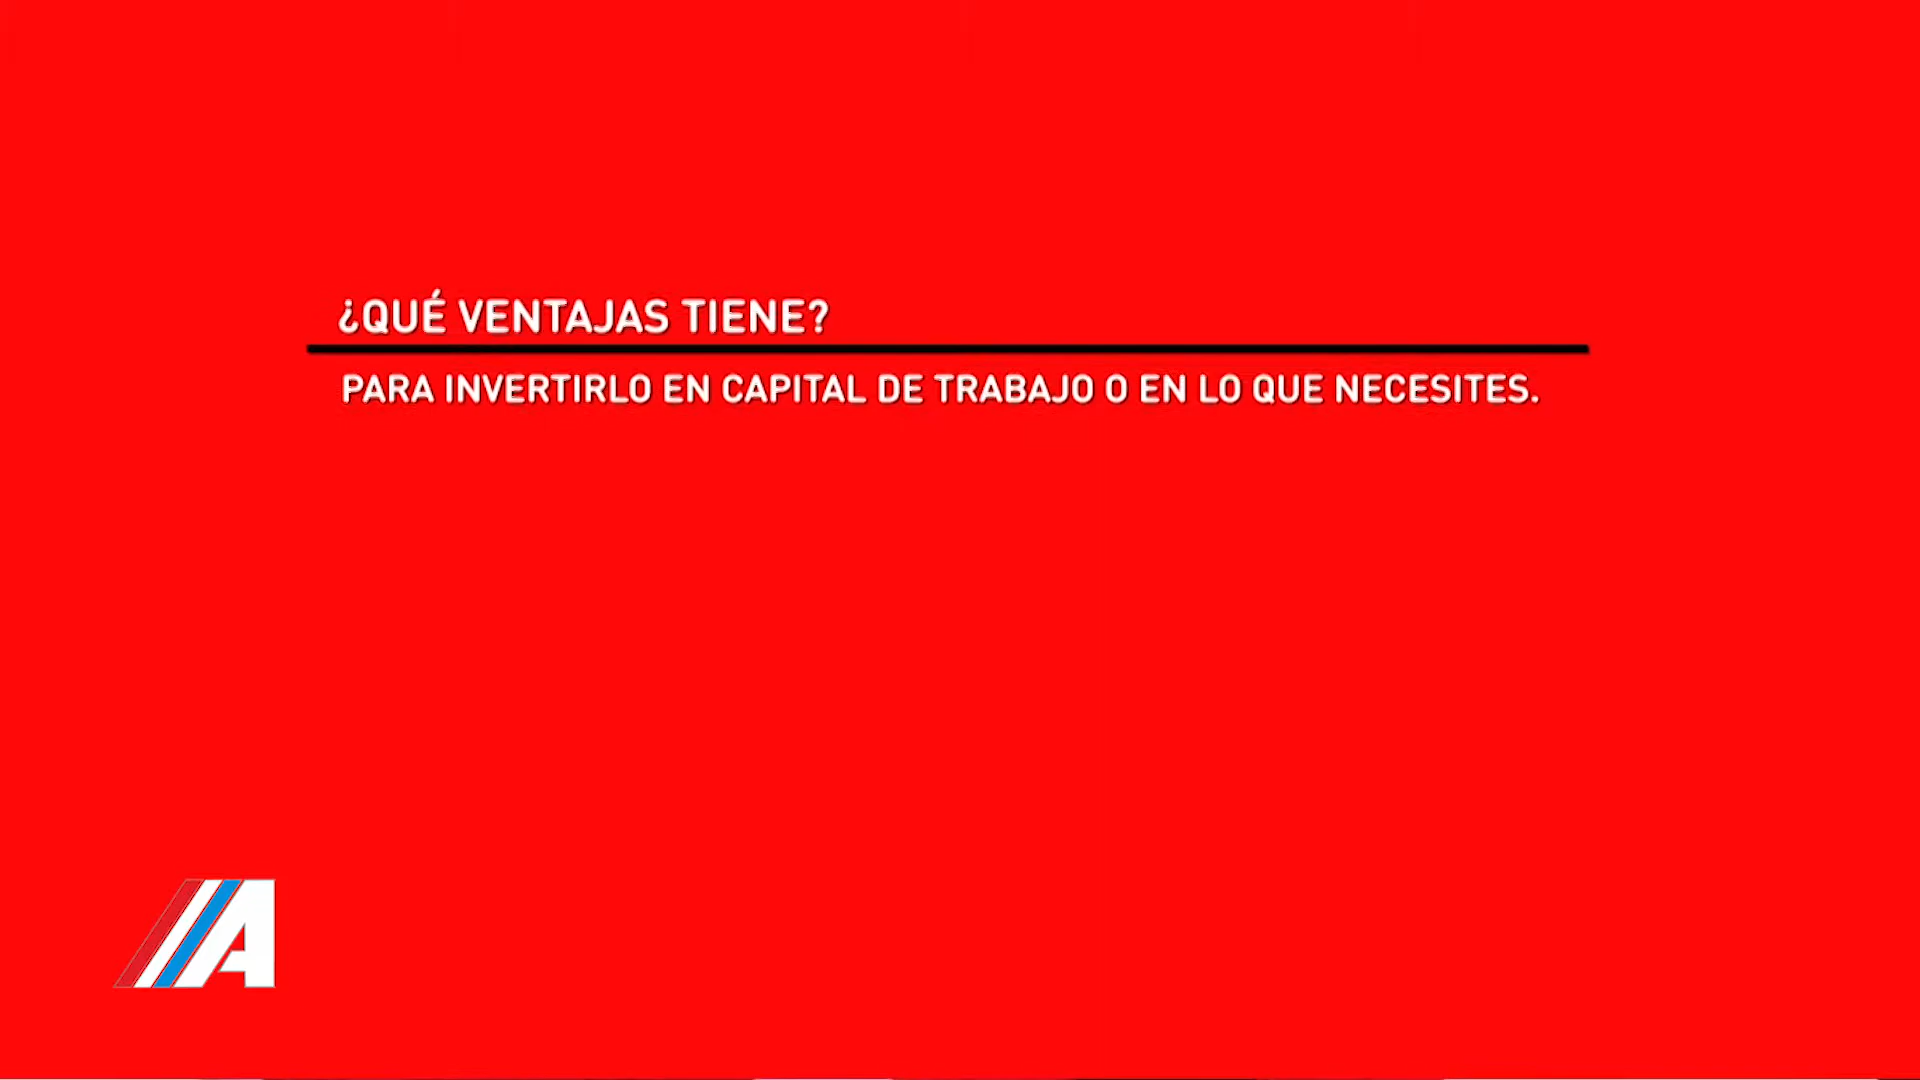 ¿QUÉ VENTAJAS TIENE?
PARA INVERTIRLO EN CAPITAL DE TRABAJO O EN LO QUE NECESITES.
A